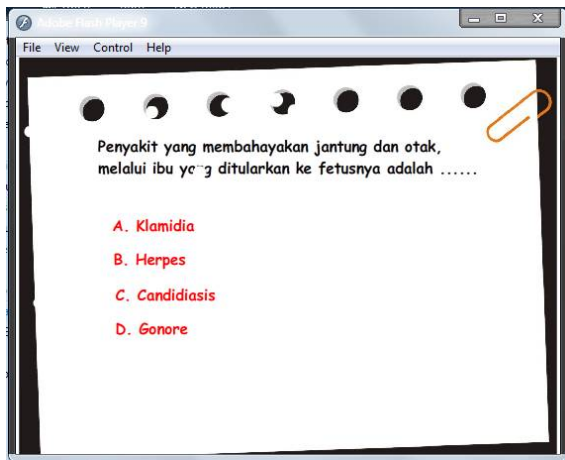 Adobe Flash Player 9
File View Control Help
Penyakit yang membahayakan jantung dan otak,
melalui ibu yang ditularkan ke fetusnya adalah ......
A. Klamidia
B. Herpes
C. Candidiasis
D. Gonore